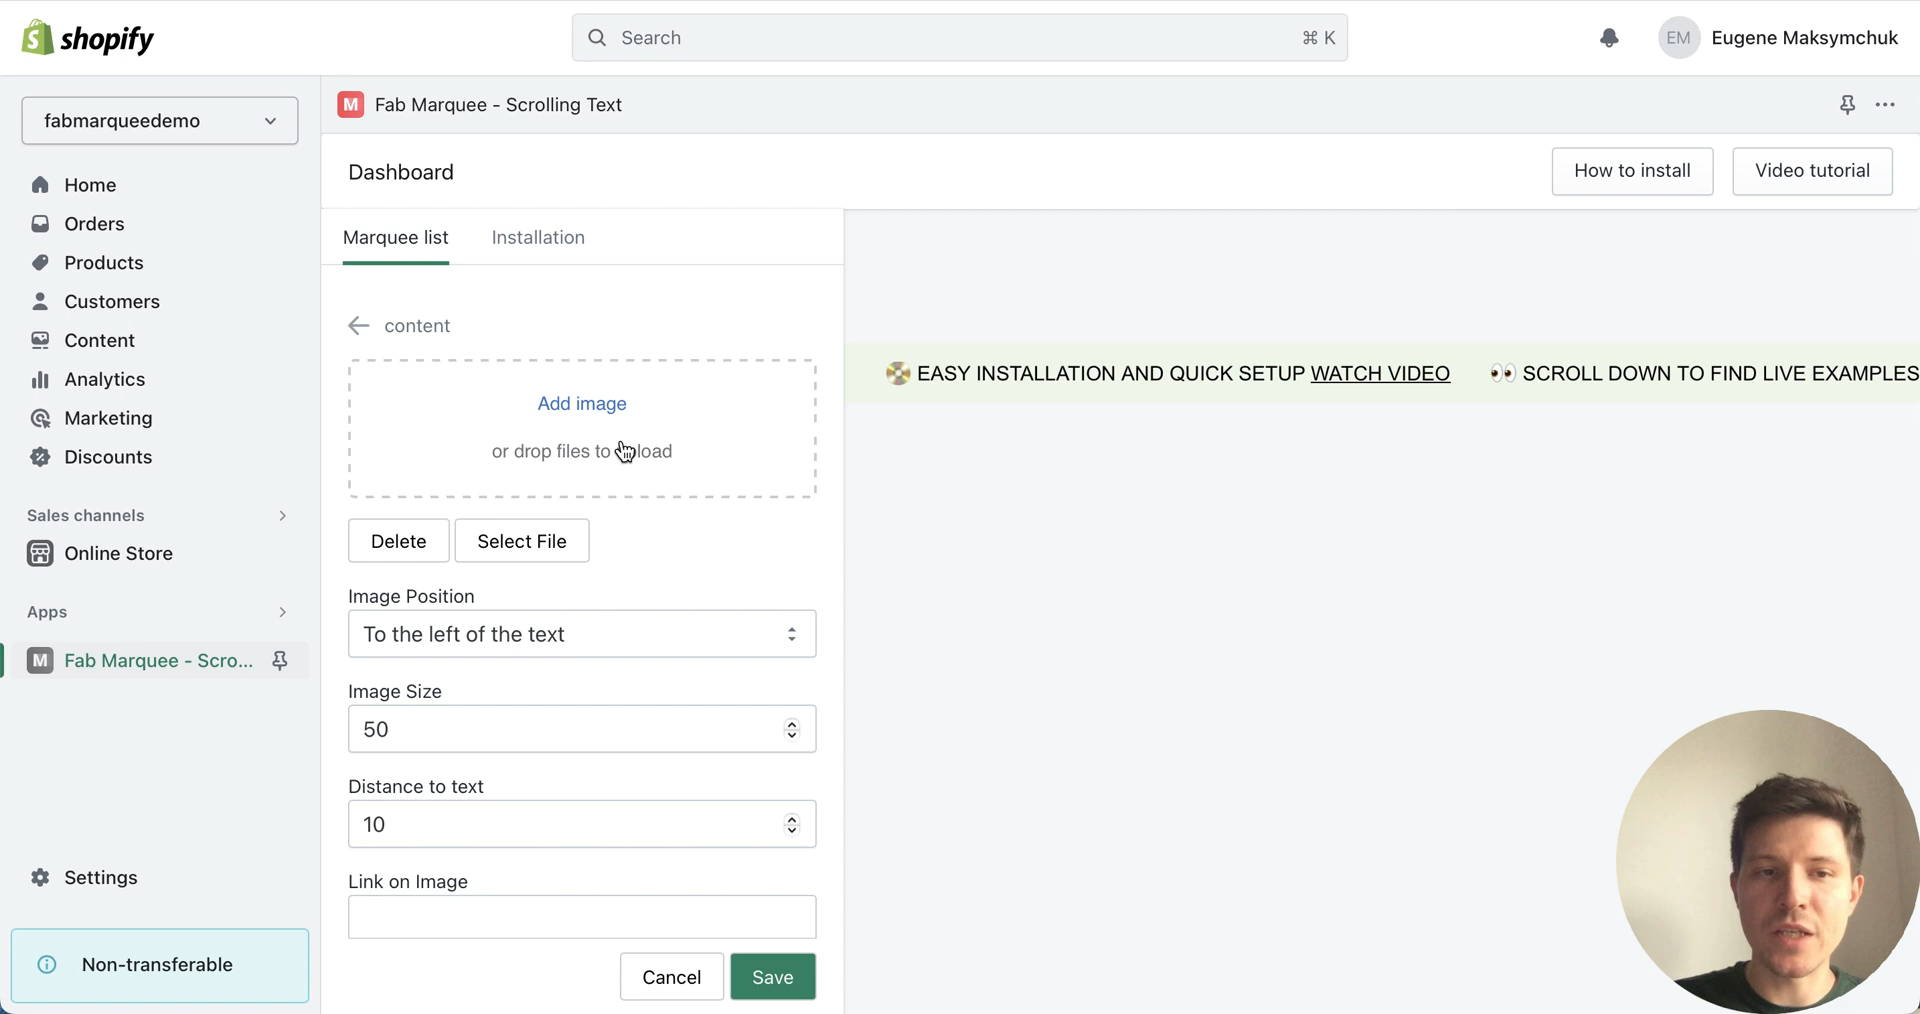 shopify
Search
⌘ K
EM
Eugene Maksymchuk
fabmarqueedemo
M
Fab Marquee - Scrolling Text
Home
Orders
Products
Customers
Content
Analytics
Marketing
Discounts
Sales channels
Online Store
Apps
M
Fab Marquee - Scro...
Settings
Non-transferable
Dashboard
How to install
Video tutorial
Marquee list
Installation
content
Add image
or drop files to
Delete
Select File
Image Position
To the left of the text
Image Size
50
Distance to text
10
Link on Image
Cancel
Save
EASY INSTALLATION AND QUICK SETUP WATCH VIDEO
SCROLL DOWN TO FIND LIVE EXAMPLES